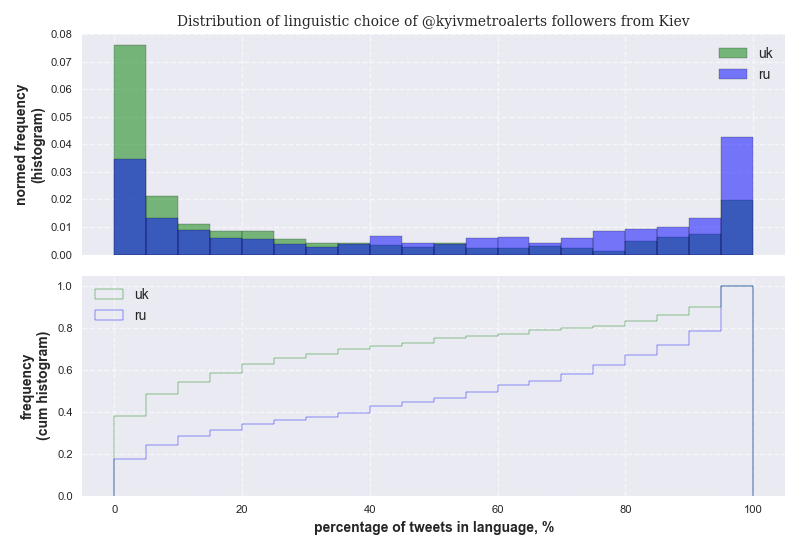 Distribution of linguistic choice of @kyivmetroalerts followers from Kiev
normed frequency
(histogram)
0.08
0.07
0.06
0.05
0.04
0.03
0.02
0.01
0.00
uk
ru
frequency
(cum histogram)
1.0
0.8
0.6
0.4
0.2
0.0
uk
ru
0 20 40 60 80 100
percentage of tweets in language, %